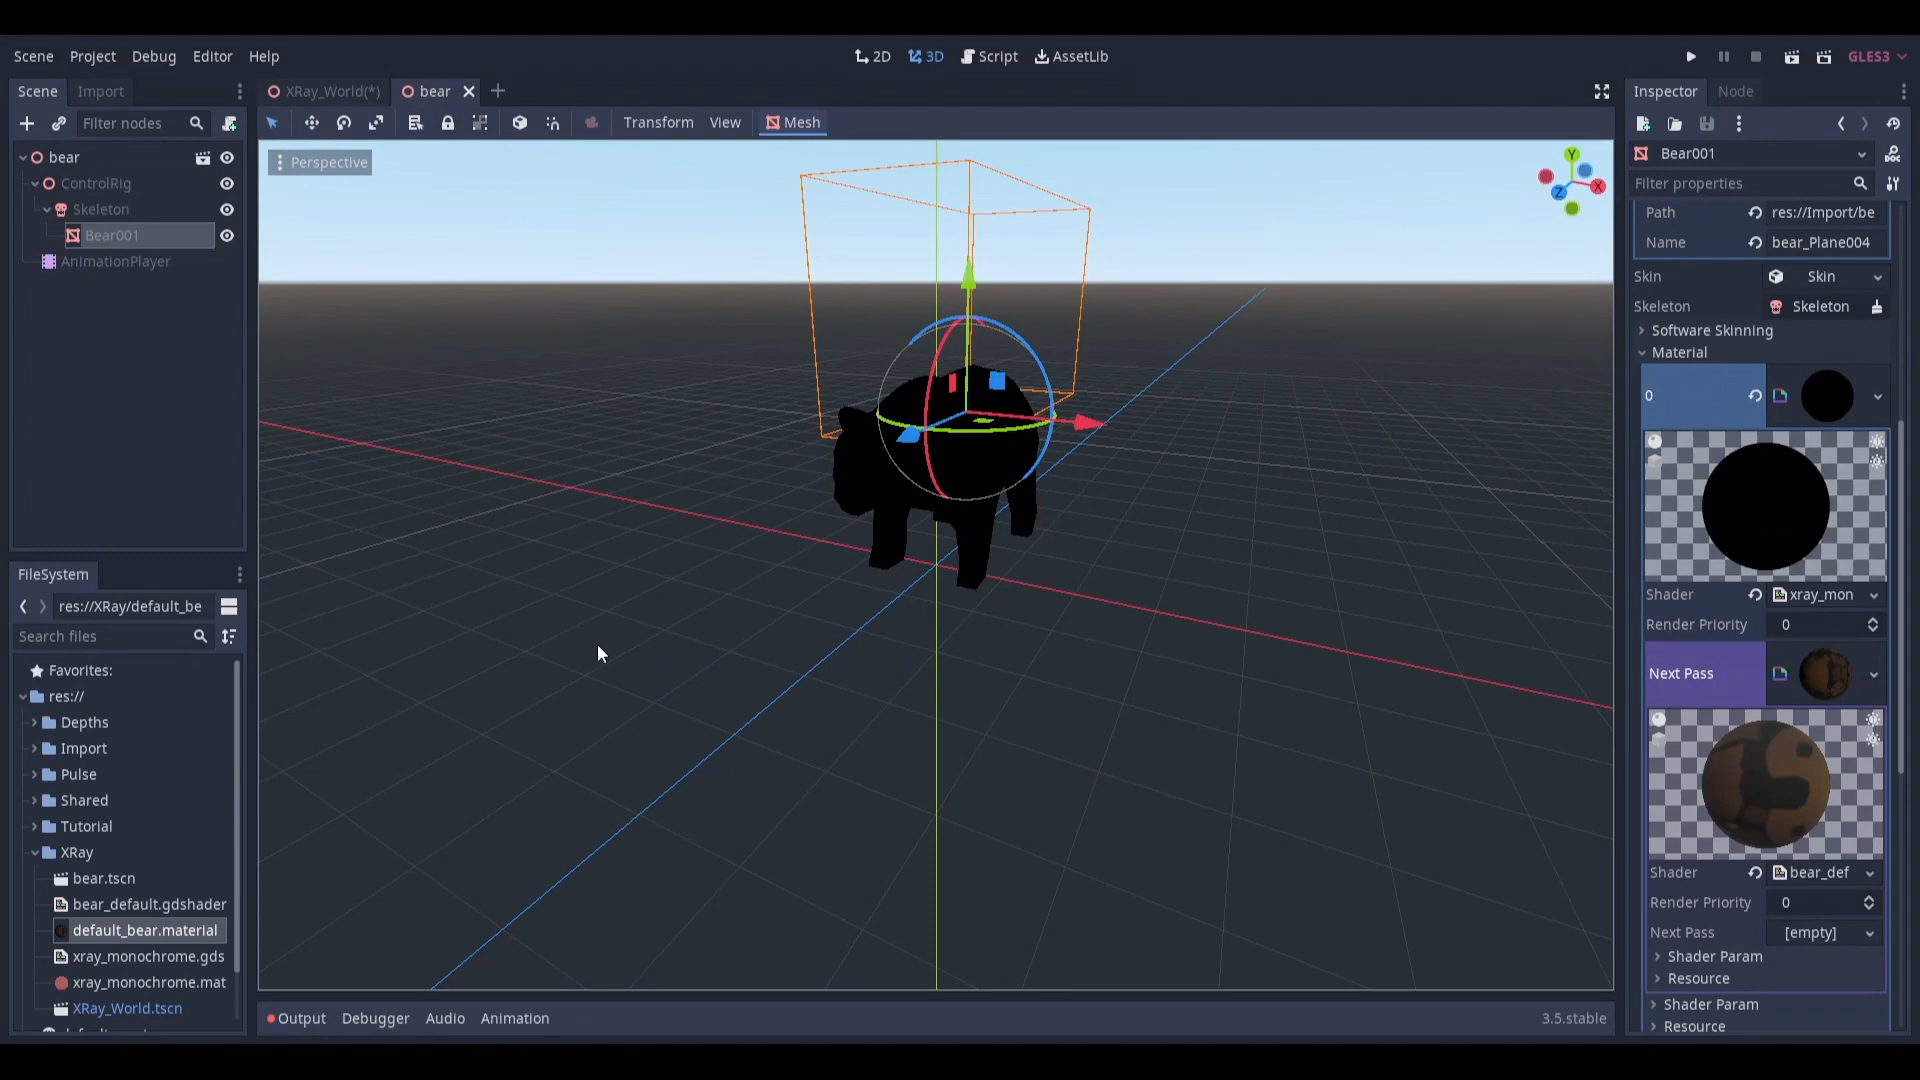 Scene Project Debug Editor Help
2D 3D Script AssetLib
GLES3
Scene Import
XRay_World(*) bear
Inspector Node
Filter nodes
Transform View Mesh
bear
ControlRig
Skeleton
Bear001
AnimationPlayer
Perspective
Y
X
Z
Bear001
Filter properties
Path res://Import/be
Name bear_Plane004
Skin Skin
Skeleton Skeleton
Software Skinning
Material
0
Shader xray_mon
Render Priority 0
Next Pass
Shader bear_def
Render Priority 0
Next Pass [empty]
Shader Param
Resource
Shader Param
Resource
FileSystem
res://XRay/default_be
Search files
Favorites:
res://
Depths
Import
Pulse
Shared
Tutorial
XRay
bear.tscn
bear_default.gdshader
default_bear.material
xray_monochrome.gds
xray_monochrome.mat
XRay_World.tscn
Output Debugger Audio Animation
3.5.stable